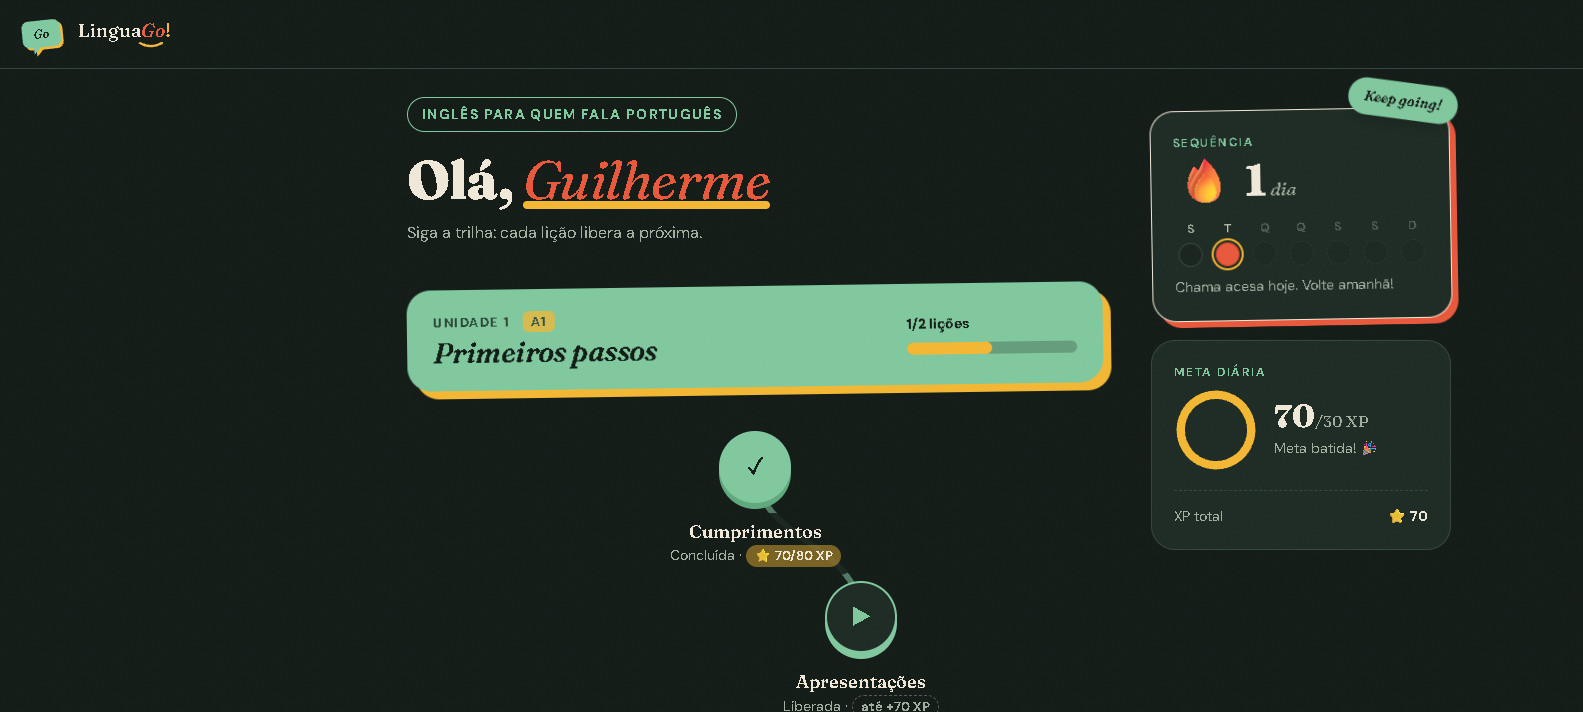 Go
LinguaGo!
INGLÊS PARA QUEM FALA PORTUGUÊS
Olá, Guilherme
Siga a trilha: cada lição libera a próxima.
UNIDADE 1 A1
Primeiros passos
1/2 lições
✓
Cumprimentos
Concluída · ⭐ 70/80 XP
Apresentações
Liberada · até +70 XP
Keep going!
SEQUÊNCIA
🔥 1 dia
S T Q Q S S D
Chama acesa hoje. Volte amanhã!
META DIÁRIA
70/30 XP
Meta batida! 🎉
XP total ⭐ 70